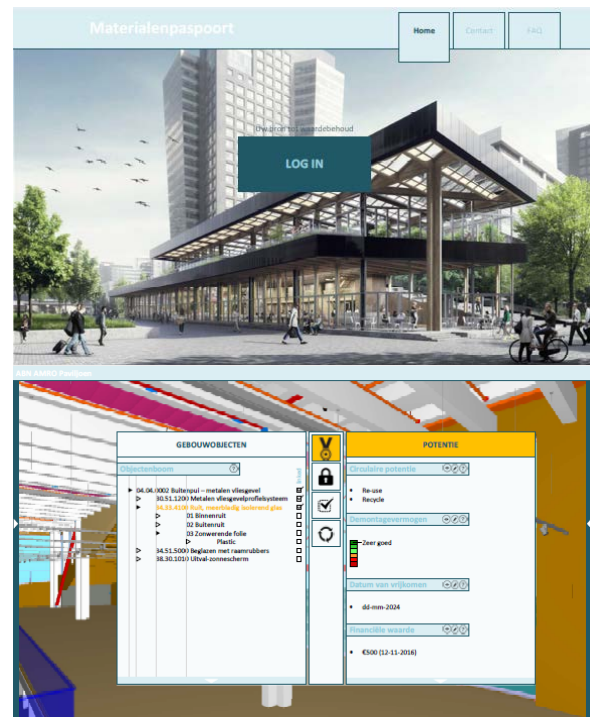 Materialenpaspoort
Home
Contact
FAQ
Uw bron tot waardebehoud
LOG IN
ABN AMRO Paviljoen
GEBOUWOBJECTEN
POTENTIE
Objectenboom
?
04.04.0002 Buitenpui – metalen vliesgevel
30.51.1200 Metalen vliesgevelprofielsysteem
34.33.4100 Ruit, meerbladig isolerend glas
01 Binnenruit
02 Buitenruit
03 Zonwerende folie
Plastic
34.51.5000 Beglazen met raamrubbers
38.30.1010 Uitval-zonnescherm
Circulaire potentie
• Re-use
• Recycle
Demontagevermogen
Zeer goed
Datum van vrijkomen
• dd-mm-2024
Financiële waarde
• €500 (12-11-2016)